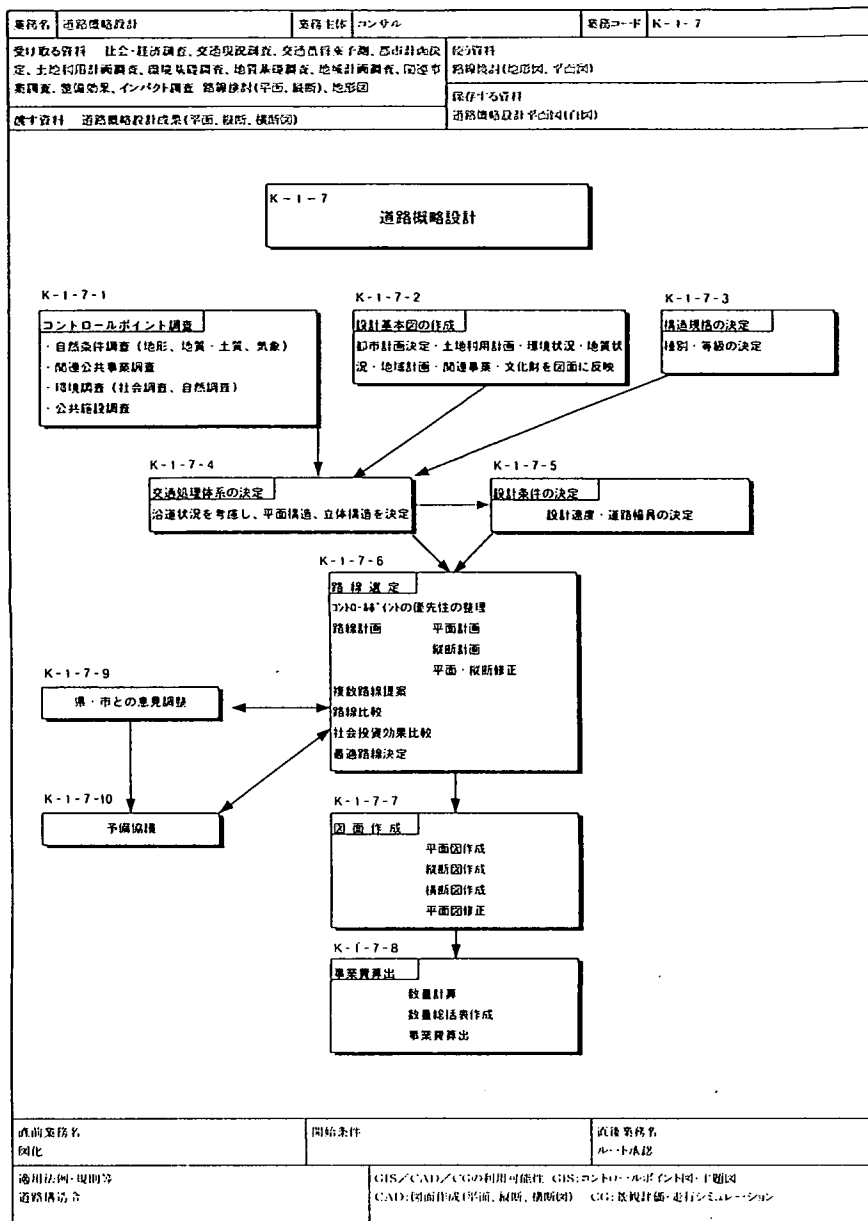 業務名 道路概略設計 業務主体 コンサル 業務コード K-1-7
受け取る資料 社会・経済調査、交通現況調査、交通量将来予測、都市計画決
定、土地利用計画調査、環境基礎調査、地質基礎調査、地域計画調査、関連事
業調査、整備効果、インパクト調査 路線検討(平面、縦断)、地形図
使う資料
路線検討(地形図、平面図)
保存する資料
道路概略設計平面図(白図)
渡す資料 道路概略設計成果(平面、縦断、横断図)
K-1-7
道路概略設計
K-1-7-1
コントロールポイント調査
・自然条件調査(地形、地質・土質、気象)
・関連公共事業調査
・環境調査(社会調査、自然調査)
・公共施設調査
K-1-7-2
設計基本図の作成
都市計画決定・土地利用計画・環境状況・地質状
況・地域計画・関連事業・文化財を図面に反映
K-1-7-3
構造規格の決定
種別・等級の決定
K-1-7-4
交通処理体系の決定
沿道状況を考慮し、平面構造、立体構造を決定
K-1-7-5
設計条件の決定
設計速度・道路幅員の決定
K-1-7-6
路線選定
コントロールポイントの優先性の整理
路線計画 平面計画
縦断計画
平面・縦断修正
複数路線提案
路線比較
社会投資効果比較
最適路線決定
K-1-7-9
県・市との意見調整
K-1-7-10
予備協議
K-1-7-7
図面作成
平面図作成
縦断図作成
横断図作成
平面図修正
K-1-7-8
事業費算出
数量計算
数量総括表作成
事業費算出
直前業務名
図化
開始条件
直後業務名
ルート承認
適用法例・規則等
道路構造令
GIS/CAD/CGの利用可能性 GIS:コントロールポイント図・主題図
CAD:図面作成(平面、縦断、横断図) CG:景観評価・走行シミュレーション